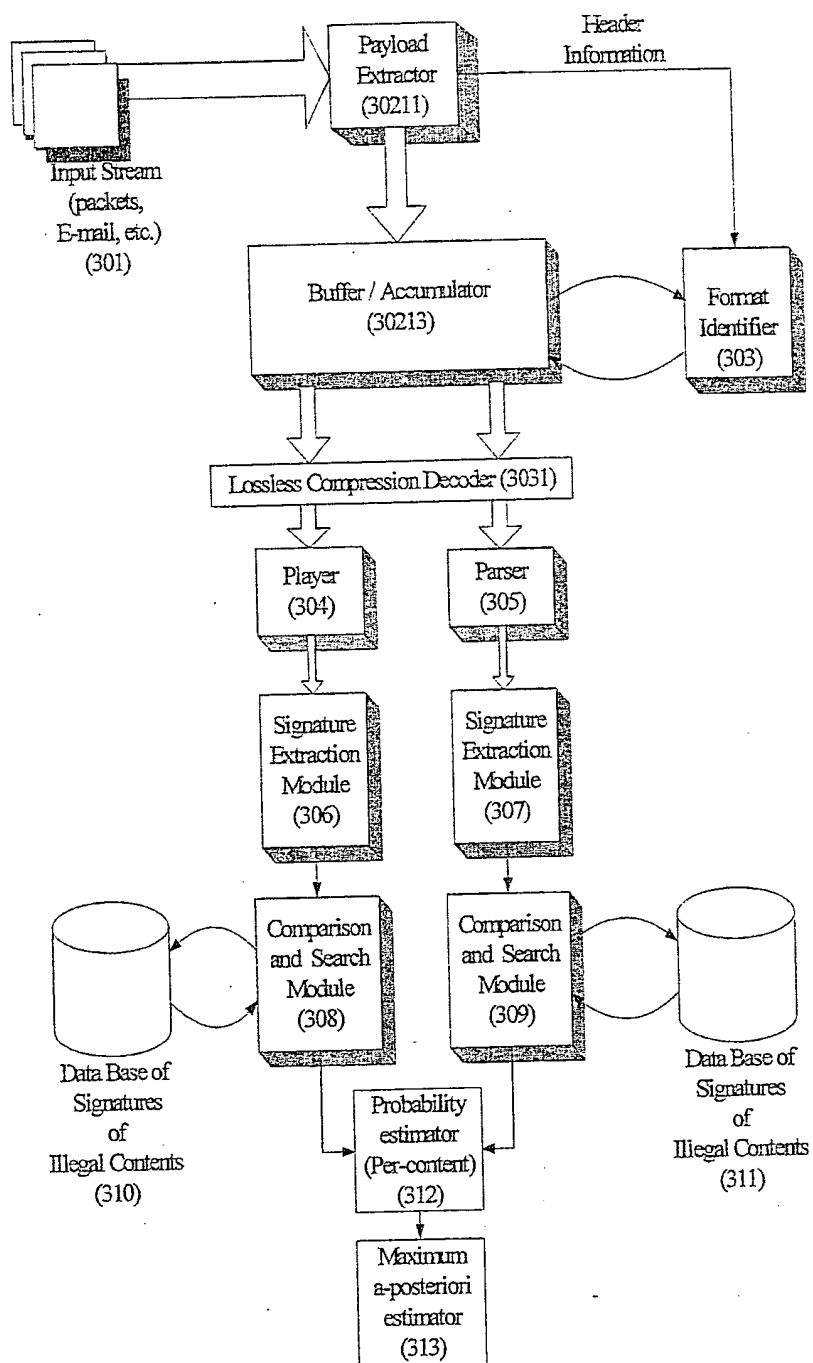 Header
Information
Payload
Extractor
(30211)
Input Stream
(packets,
E-mail, etc.)
(301)
Buffer / Accumulator
(30213)
Format
Identifier
(303)
Lossless Compression Decoder (3031)
Player
(304)
Parser
(305)
Signature
Extraction
Module
(306)
Signature
Extraction
Module
(307)
Comparison
and Search
Module
(308)
Comparison
and Search
Module
(309)
Data Base of
Signatures
of
Illegal Contents
(310)
Data Base of
Signatures
of
Illegal Contents
(311)
Probability
estimator
(Per-content)
(312)
Maximum
a-posteriori
estimator
(313)